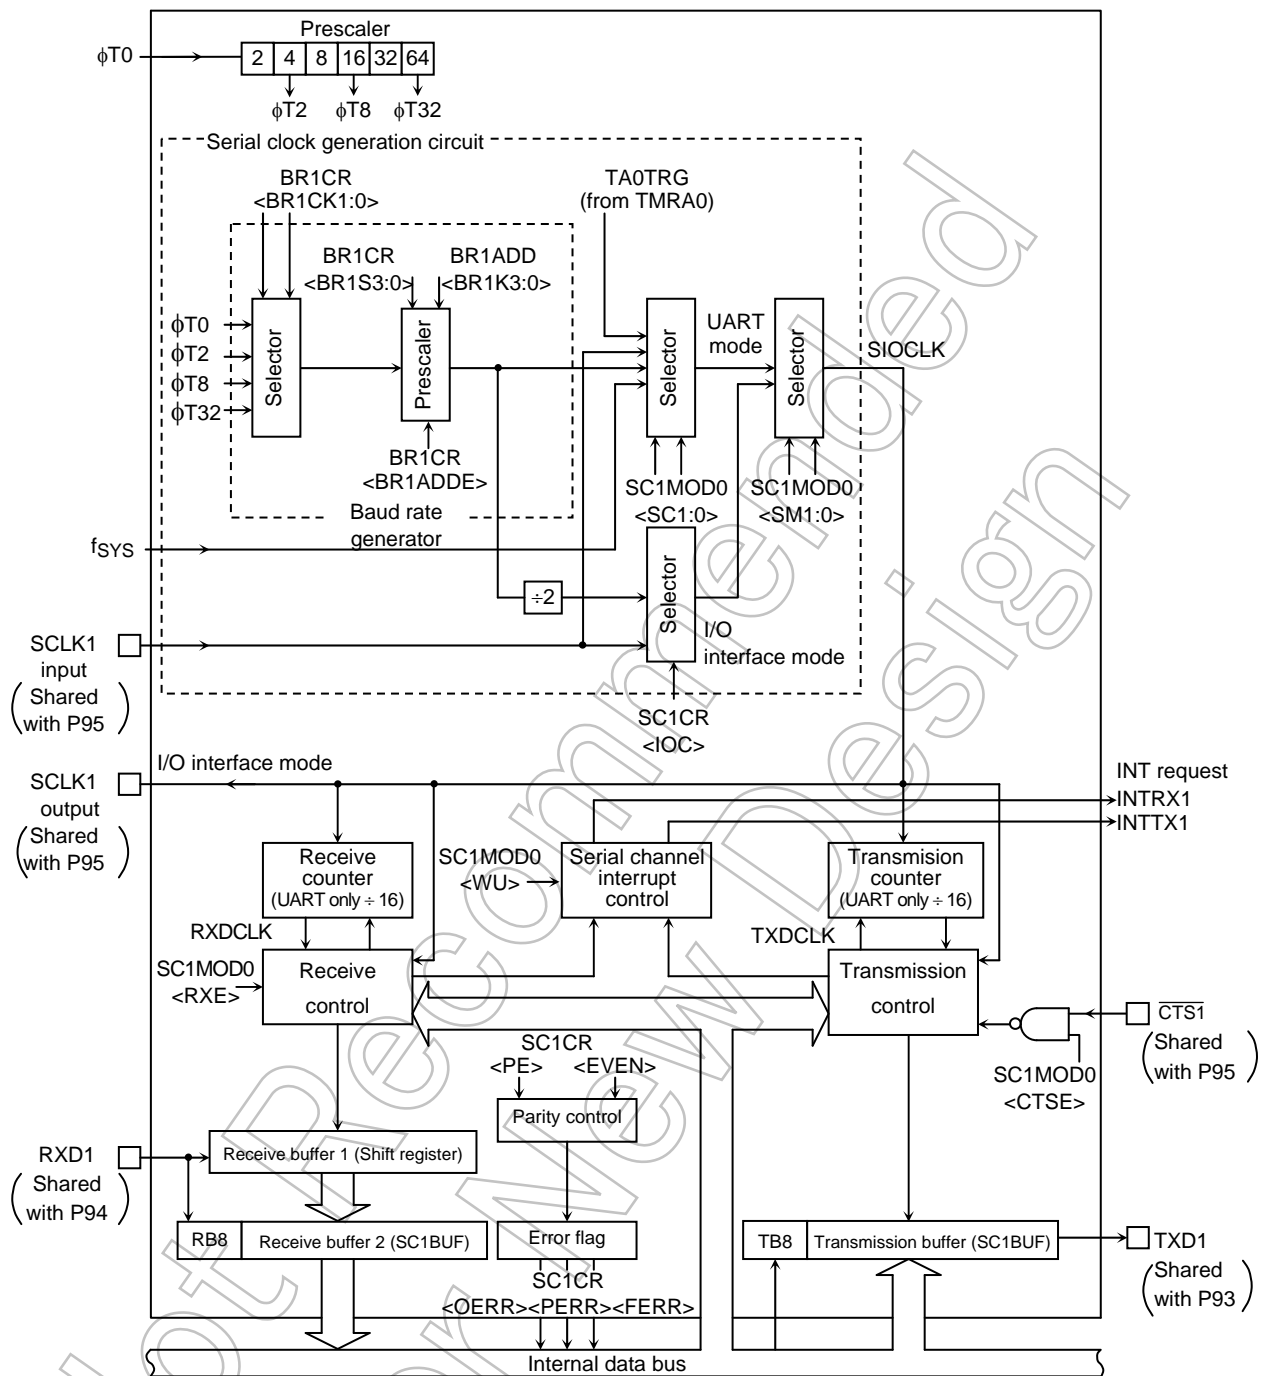 Prescaler
φT0
2 4 8 16 32 64
φT2 φT8 φT32
Serial clock generation circuit
BR1CR
<BR1CK1:0>
TA0TRG
(from TMRA0)
BR1CR
<BR1S3:0>
BR1ADD
<BR1K3:0>
φT0
φT2
φT8
φT32
Selector
Prescaler
Selector
UART
mode
Selector
SIOCLK
BR1CR
<BR1ADDE>
SC1MOD0
<SC1:0>
SC1MOD0
<SM1:0>
Baud rate
generator
fSYS
÷2
Selector
I/O
interface mode
SCLK1
input
(Shared
with P95)
SC1CR
<IOC>
I/O interface mode
SCLK1
output
(Shared
with P95)
INT request
INTRX1
INTTX1
Receive
counter
(UART only ÷ 16)
SC1MOD0
<WU>
Serial channel
interrupt
control
Transmision
counter
(UART only ÷ 16)
RXDCLK
TXDCLK
SC1MOD0
<RXE>
Receive
control
Transmission
control
CTS1
(Shared
with P95)
SC1MOD0
<CTSE>
SC1CR
<PE> <EVEN>
Parity control
RXD1
(Shared
with P94)
Receive buffer 1 (Shift register)
RB8 Receive buffer 2 (SC1BUF)
Error flag
SC1CR
<OERR><PERR><FERR>
TB8 Transmission buffer (SC1BUF)
TXD1
(Shared
with P93)
Internal data bus
Not Recommended
for New Design